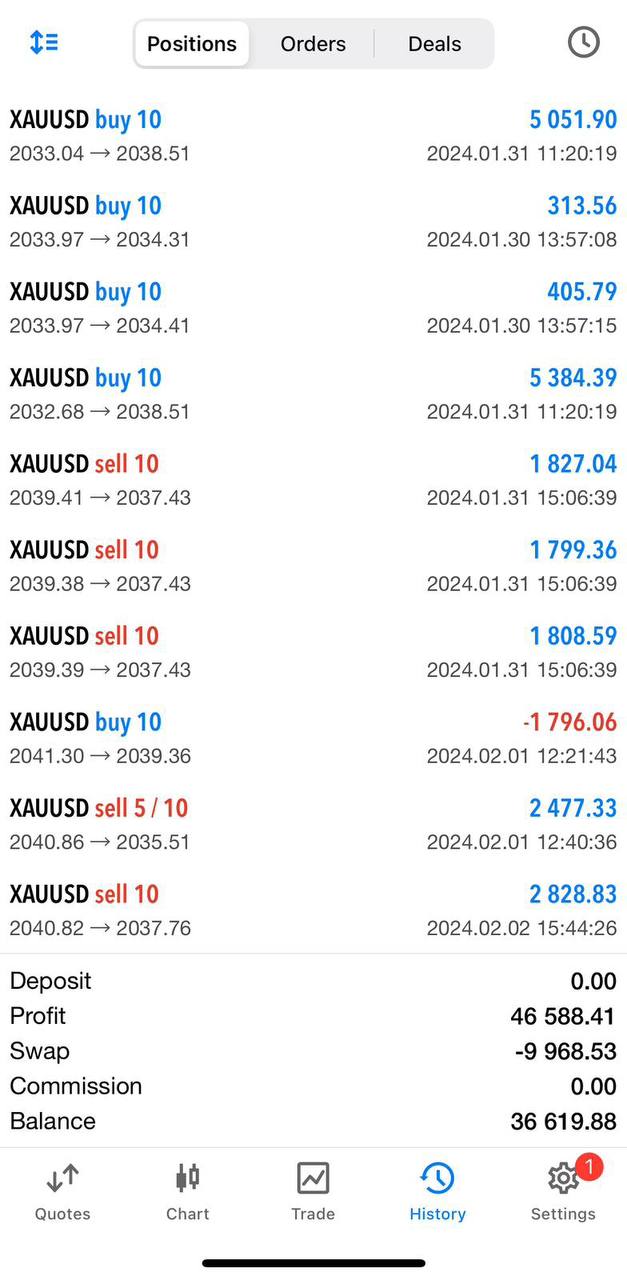 Positions Orders Deals
XAUUSD buy 10 5 051.90
2033.04 → 2038.51 2024.01.31 11:20:19
XAUUSD buy 10 313.56
2033.97 → 2034.31 2024.01.30 13:57:08
XAUUSD buy 10 405.79
2033.97 → 2034.41 2024.01.30 13:57:15
XAUUSD buy 10 5 384.39
2032.68 → 2038.51 2024.01.31 11:20:19
XAUUSD sell 10 1 827.04
2039.41 → 2037.43 2024.01.31 15:06:39
XAUUSD sell 10 1 799.36
2039.38 → 2037.43 2024.01.31 15:06:39
XAUUSD sell 10 1 808.59
2039.39 → 2037.43 2024.01.31 15:06:39
XAUUSD buy 10 -1 796.06
2041.30 → 2039.36 2024.02.01 12:21:43
XAUUSD sell 5 / 10 2 477.33
2040.86 → 2035.51 2024.02.01 12:40:36
XAUUSD sell 10 2 828.83
2040.82 → 2037.76 2024.02.02 15:44:26
Deposit 0.00
Profit 46 588.41
Swap -9 968.53
Commission 0.00
Balance 36 619.88
1
Quotes Chart Trade History Settings